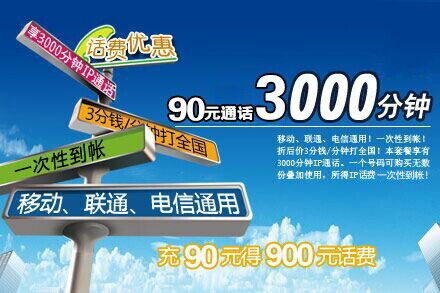 话费优惠
享3000分钟IP通话
3分钱/分钟打全国
一次性到帐
移动、联通、电信通用
90元通话3000分钟
移动、联通、电信通用！一次性到帐！
折后价3分钱/分钟打全国！本套餐享有
3000分钟IP通话。一个号码可购买无数
份叠加使用，所得IP话费一次性到帐！
充90元得900元话费